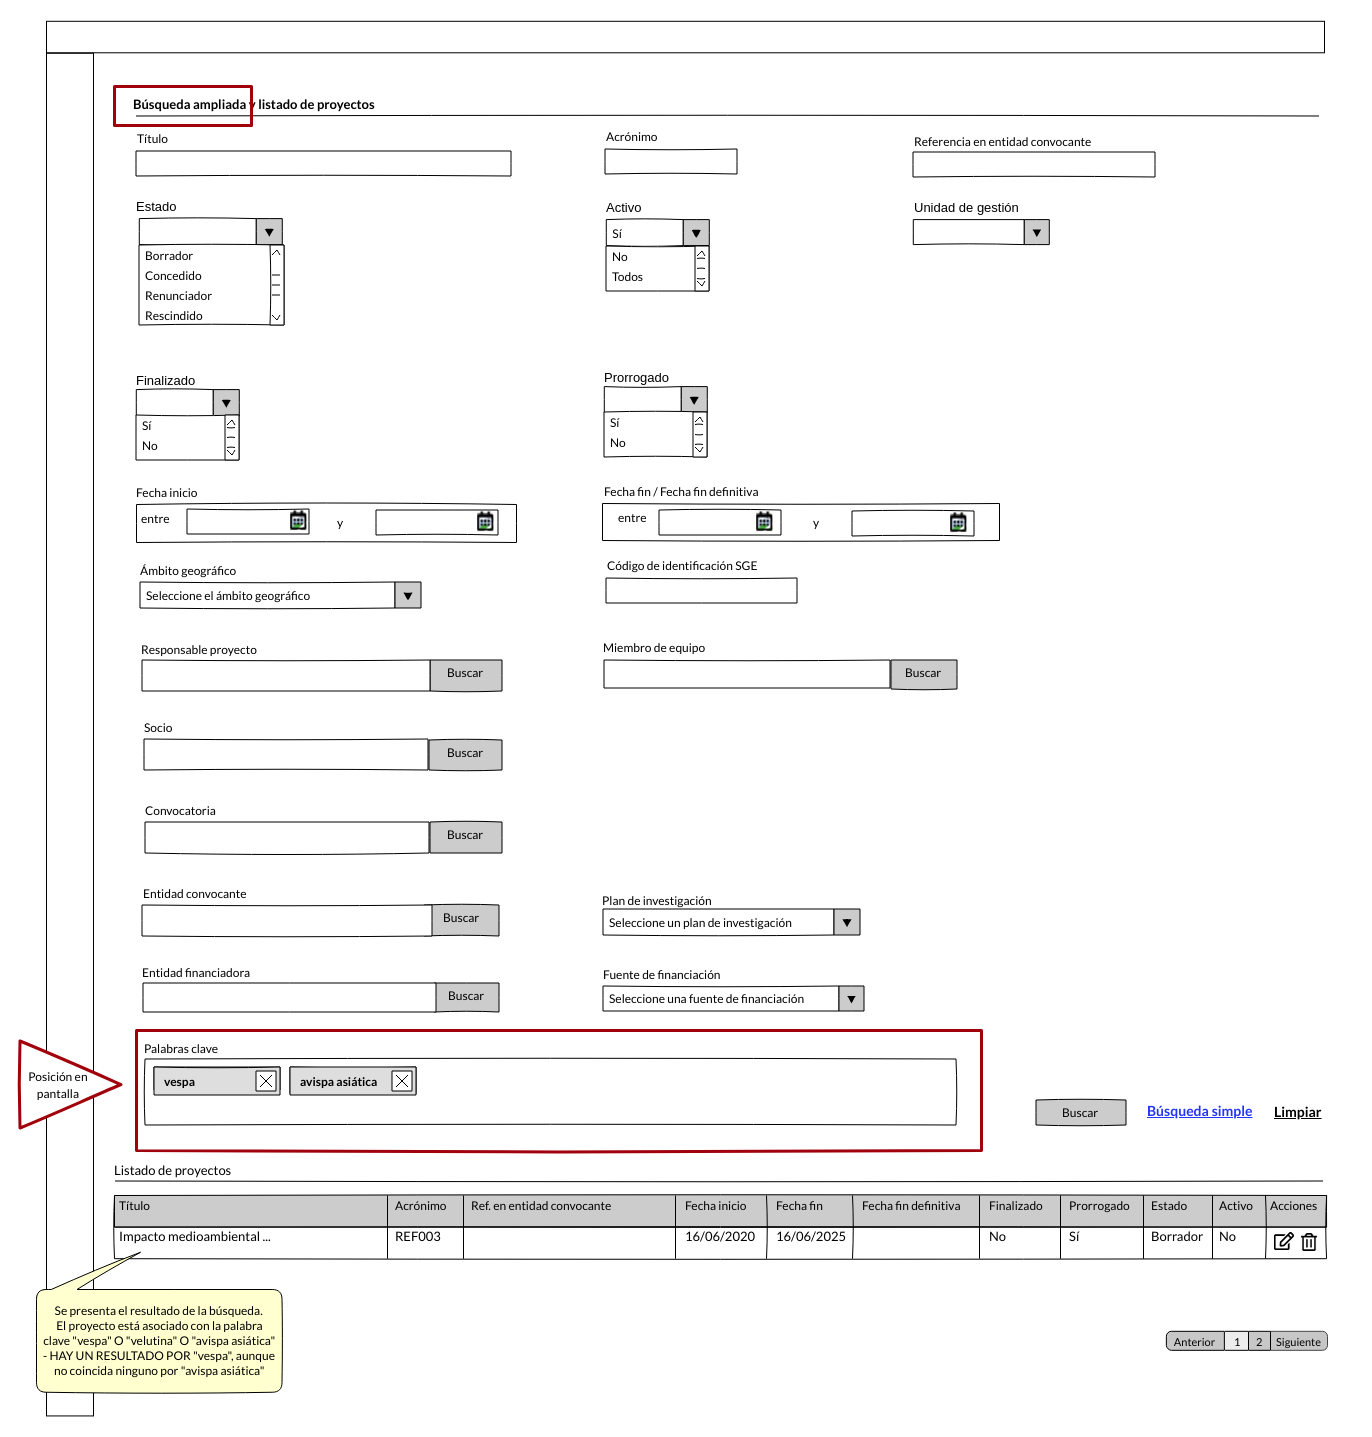 Búsqueda ampliada y listado de proyectos
Título
Acrónimo
Referencia en entidad convocante
Estado
Activo
Unidad de gestión
Sí
Borrador
Concedido
Renunciador
Rescindido
No
Todos
Finalizado
Prorrogado
Sí
No
Sí
No
Fecha inicio
Fecha fin / Fecha fin definitiva
entre y
entre y
Ámbito geográfico
Código de identificación SGE
Seleccione el ámbito geográfico
Responsable proyecto
Miembro de equipo
Buscar
Buscar
Socio
Buscar
Convocatoria
Buscar
Entidad convocante
Plan de investigación
Buscar
Seleccione un plan de investigación
Entidad financiadora
Fuente de financiación
Buscar
Seleccione una fuente de financiación
Palabras clave
Posición en
pantalla
vespa
avispa asiática
Buscar
Búsqueda simple
Limpiar
Listado de proyectos
Título Acrónimo Ref. en entidad convocante Fecha inicio Fecha fin Fecha fin definitiva Finalizado Prorrogado Estado Activo Acciones
Impacto medioambiental ... REF003 16/06/2020 16/06/2025 No Sí Borrador No
Se presenta el resultado de la búsqueda.
El proyecto está asociado con la palabra
clave "vespa" O "velutina" O "avispa asiática"
- HAY UN RESULTADO POR "vespa", aunque
no coincida ninguno por "avispa asiática"
Anterior 1 2 Siguiente